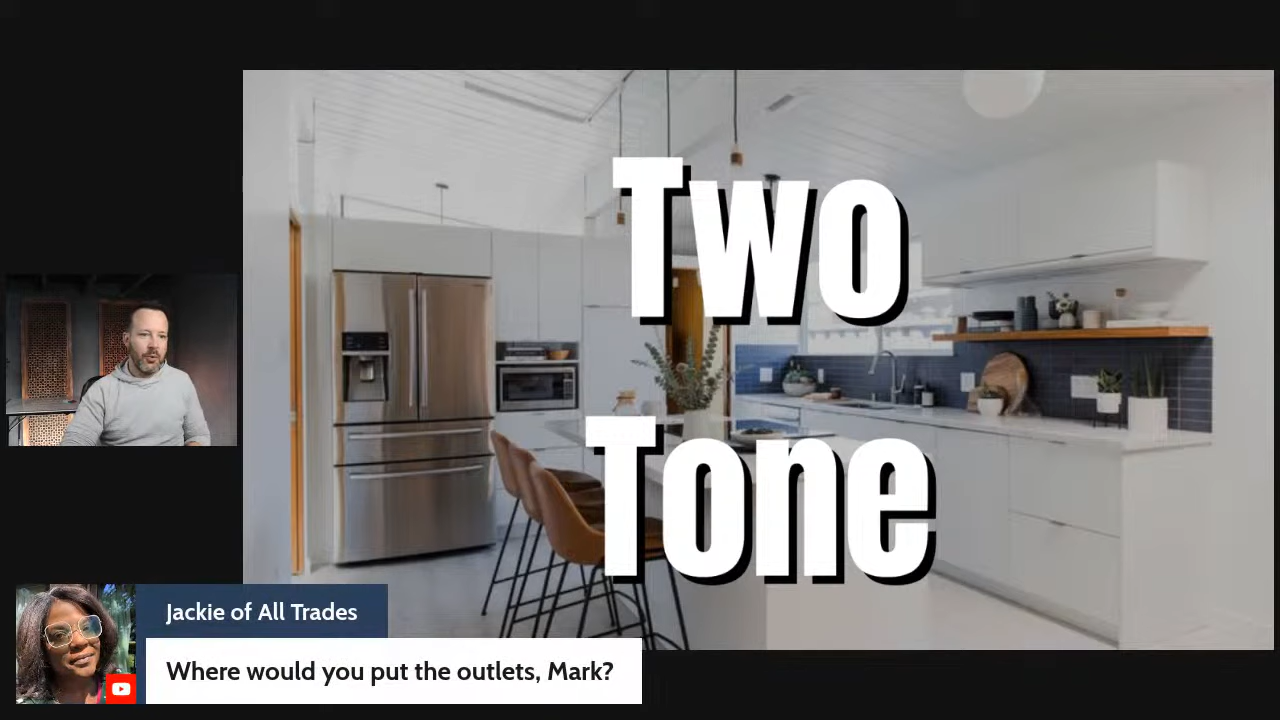 Two
Tone
Jackie of All Trades
Where would you put the outlets, Mark?